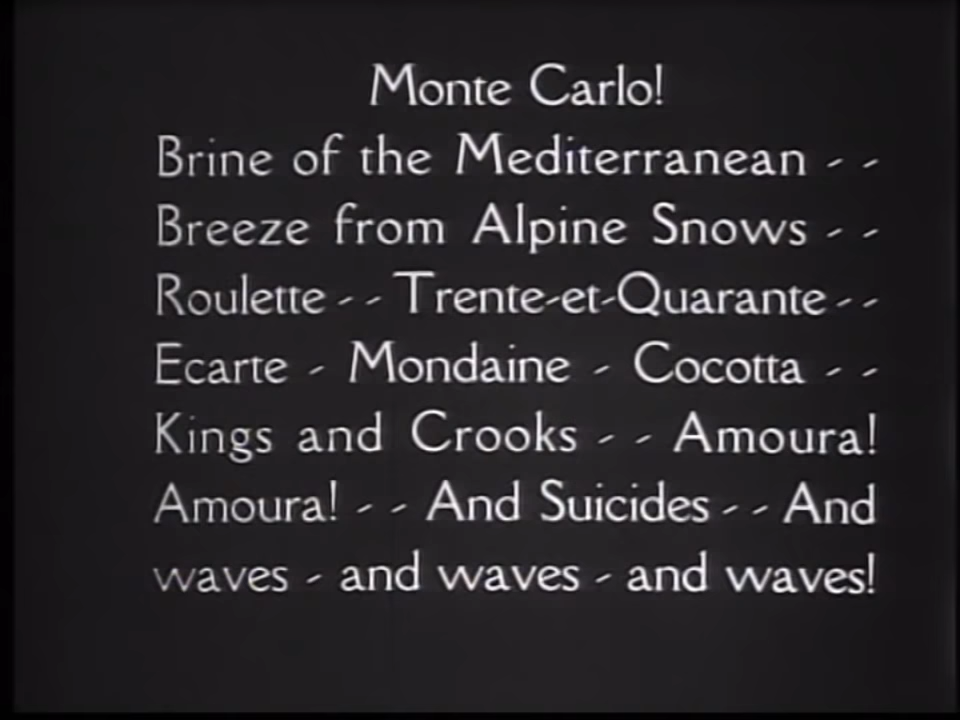 Monte Carlo!
Brine of the Mediterranean - -
Breeze from Alpine Snows - -
Roulette - - Trente-et-Quarante - -
Ecarte - Mondaine - Cocotta - -
Kings and Crooks - - Amoura!
Amoura! - - And Suicides - - And
waves - and waves - and waves!